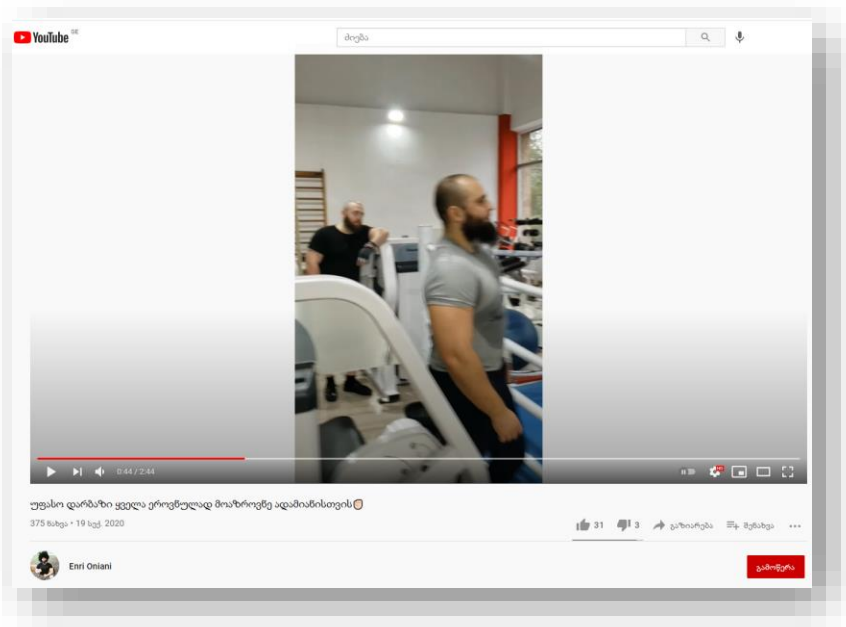 YouTube GE
ძიება
0:44 / 2:44
უფასო დარბაზი ყველა ეროვნულად მოაზროვნე ადამიანისთვის
375 ნახვა • 19 სექ. 2020
31 3 გაზიარება შენახვა
Enri Oniani
გამოწერა